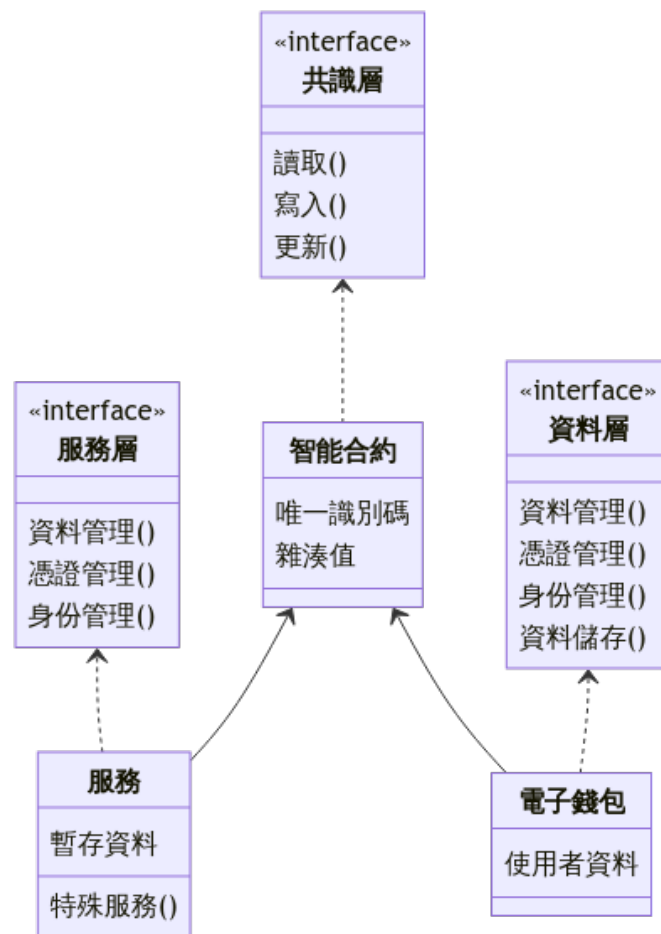 «interface»
共識層
讀取()
寫入()
更新()
«interface»
服務層
資料管理()
憑證管理()
身份管理()
智能合約
唯一識別碼
雜湊值
«interface»
資料層
資料管理()
憑證管理()
身份管理()
資料儲存()
服務
暫存資料
特殊服務()
電子錢包
使用者資料